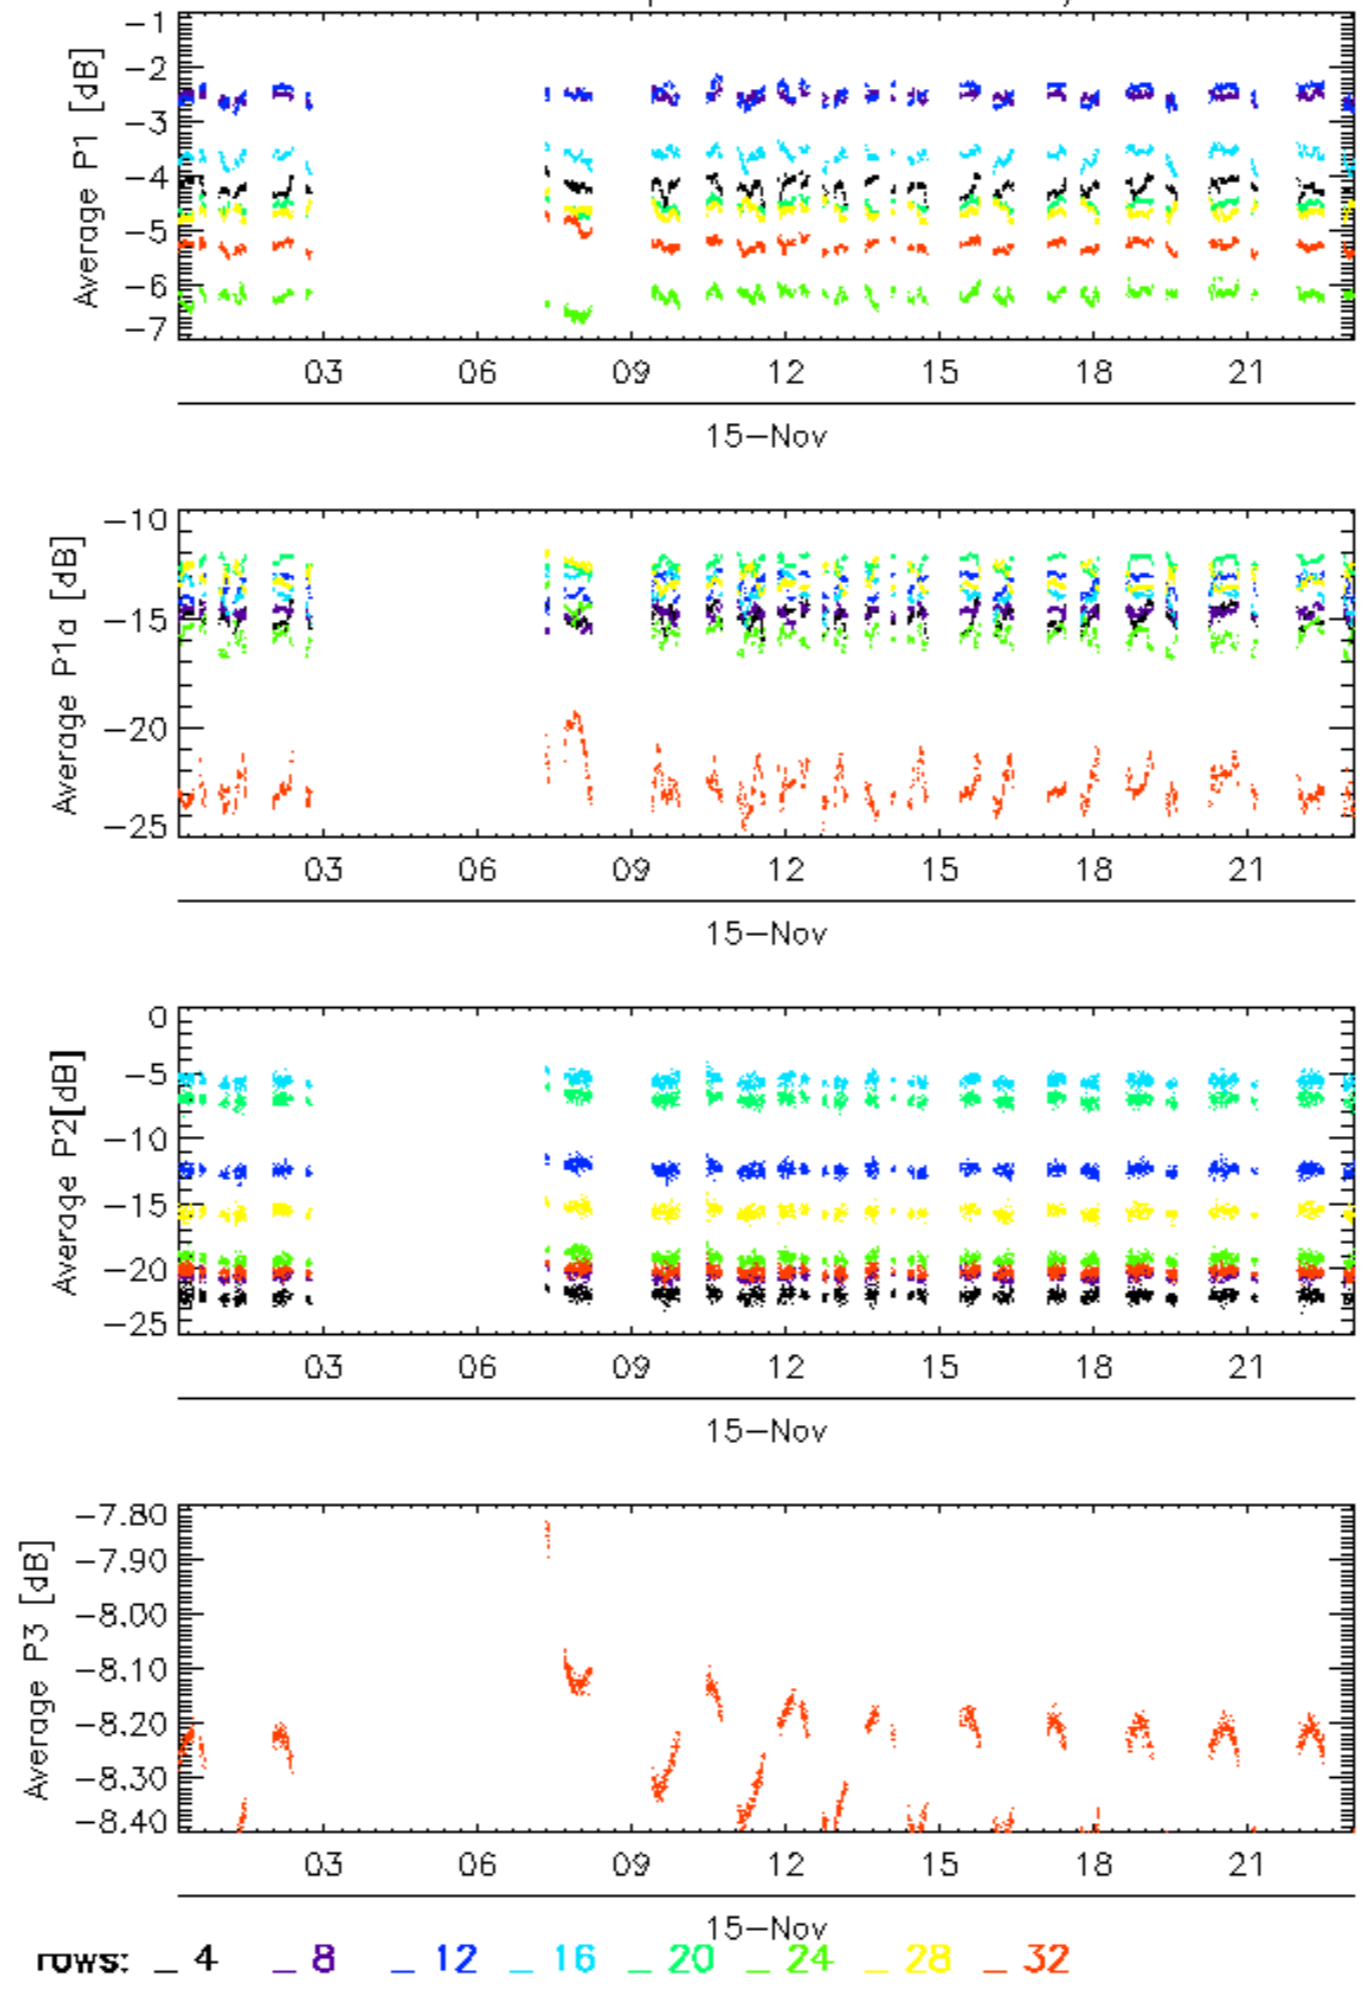 Average P1 [dB]
-1
-2
-3
-4
-5
-6
-7
03 06 09 12 15 18 21
15-Nov
Average P1a [dB]
-10
-15
-20
-25
03 06 09 12 15 18 21
15-Nov
Average P2[dB]
0
-5
-10
-15
-20
-25
03 06 09 12 15 18 21
15-Nov
Average P3 [dB]
-7.80
-7.90
-8.00
-8.10
-8.20
-8.30
-8.40
03 06 09 12 15 18 21
15-Nov
rows: _ 4 _ 8 _ 12 _ 16 _ 20 _ 24 _ 28 _ 32